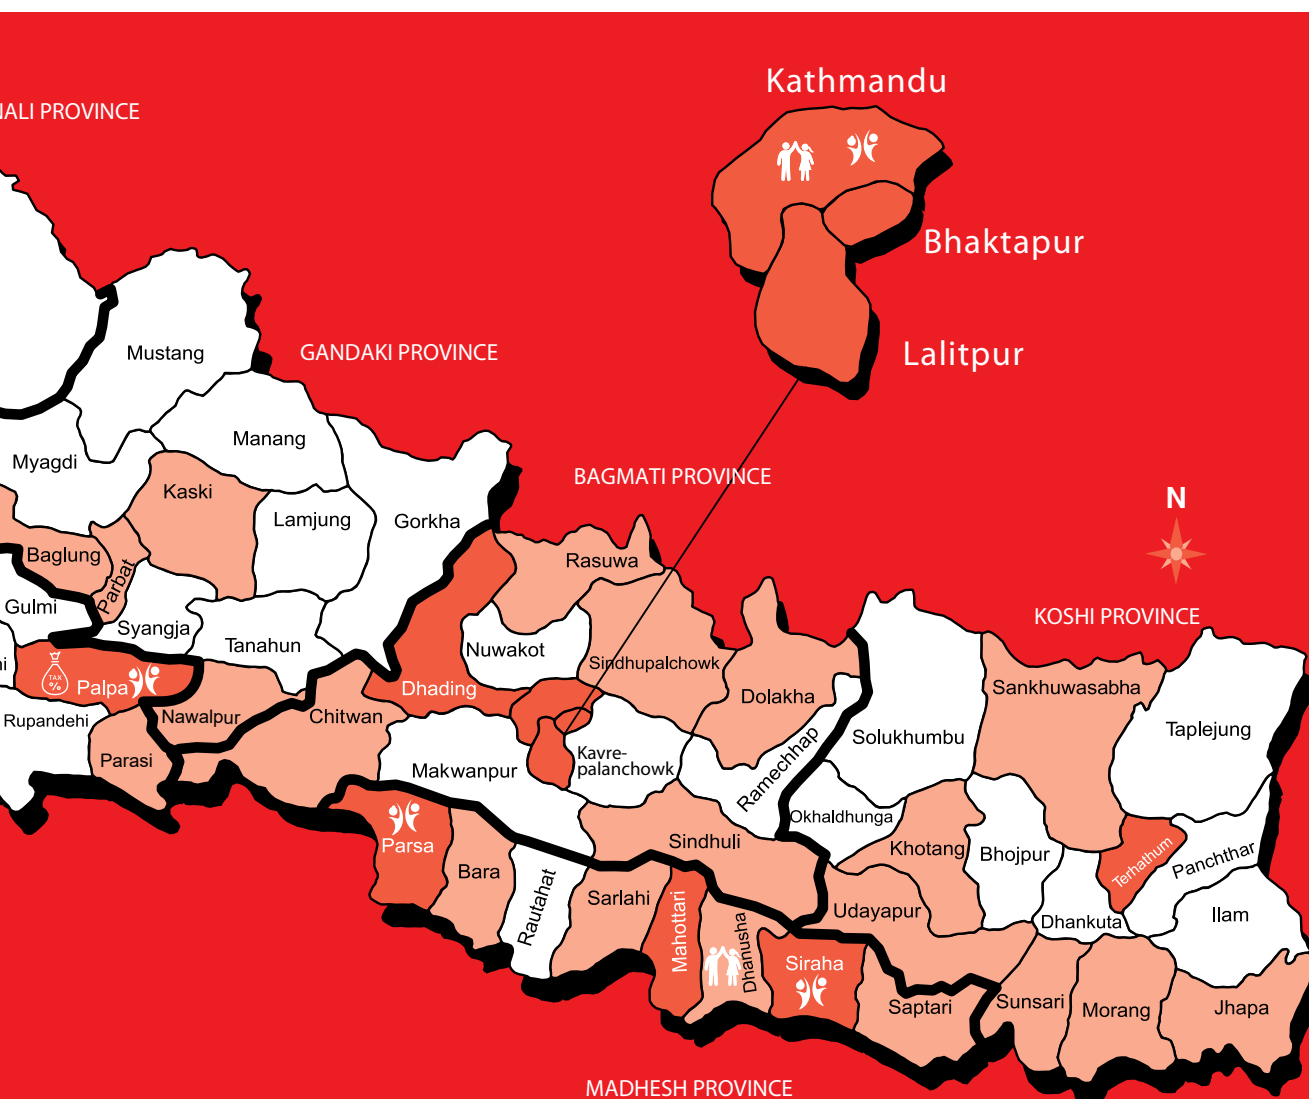 Kathmandu
NALI PROVINCE
Bhaktapur
Mustang
GANDAKI PROVINCE
Lalitpur
Manang
Myagdi
BAGMATI PROVINCE
Kaski
N
Lamjung
Gorkha
Baglung
Rasuwa
Parbat
Gulmi
KOSHI PROVINCE
Syangja
Tanahun
Nuwakot
Sindhupalchowk
ni
TAX
%
Palpa
Dhading
Sankhuwasabha
Dolakha
Rupandehi
Nawalpur
Chitwan
Taplejung
Solukhumbu
Kavre-
palanchowk
Parasi
Makwanpur
Ramechhap
Okhaldhunga
Parsa
Sindhuli
Khotang
Bhojpur
Terhathum
Panchthar
Bara
Rautahat
Sarlahi
Mahottari
Udayapur
Dhankuta
Ilam
Dhanusha
Siraha
Saptari
Sunsari
Morang
Jhapa
MADHESH PROVINCE